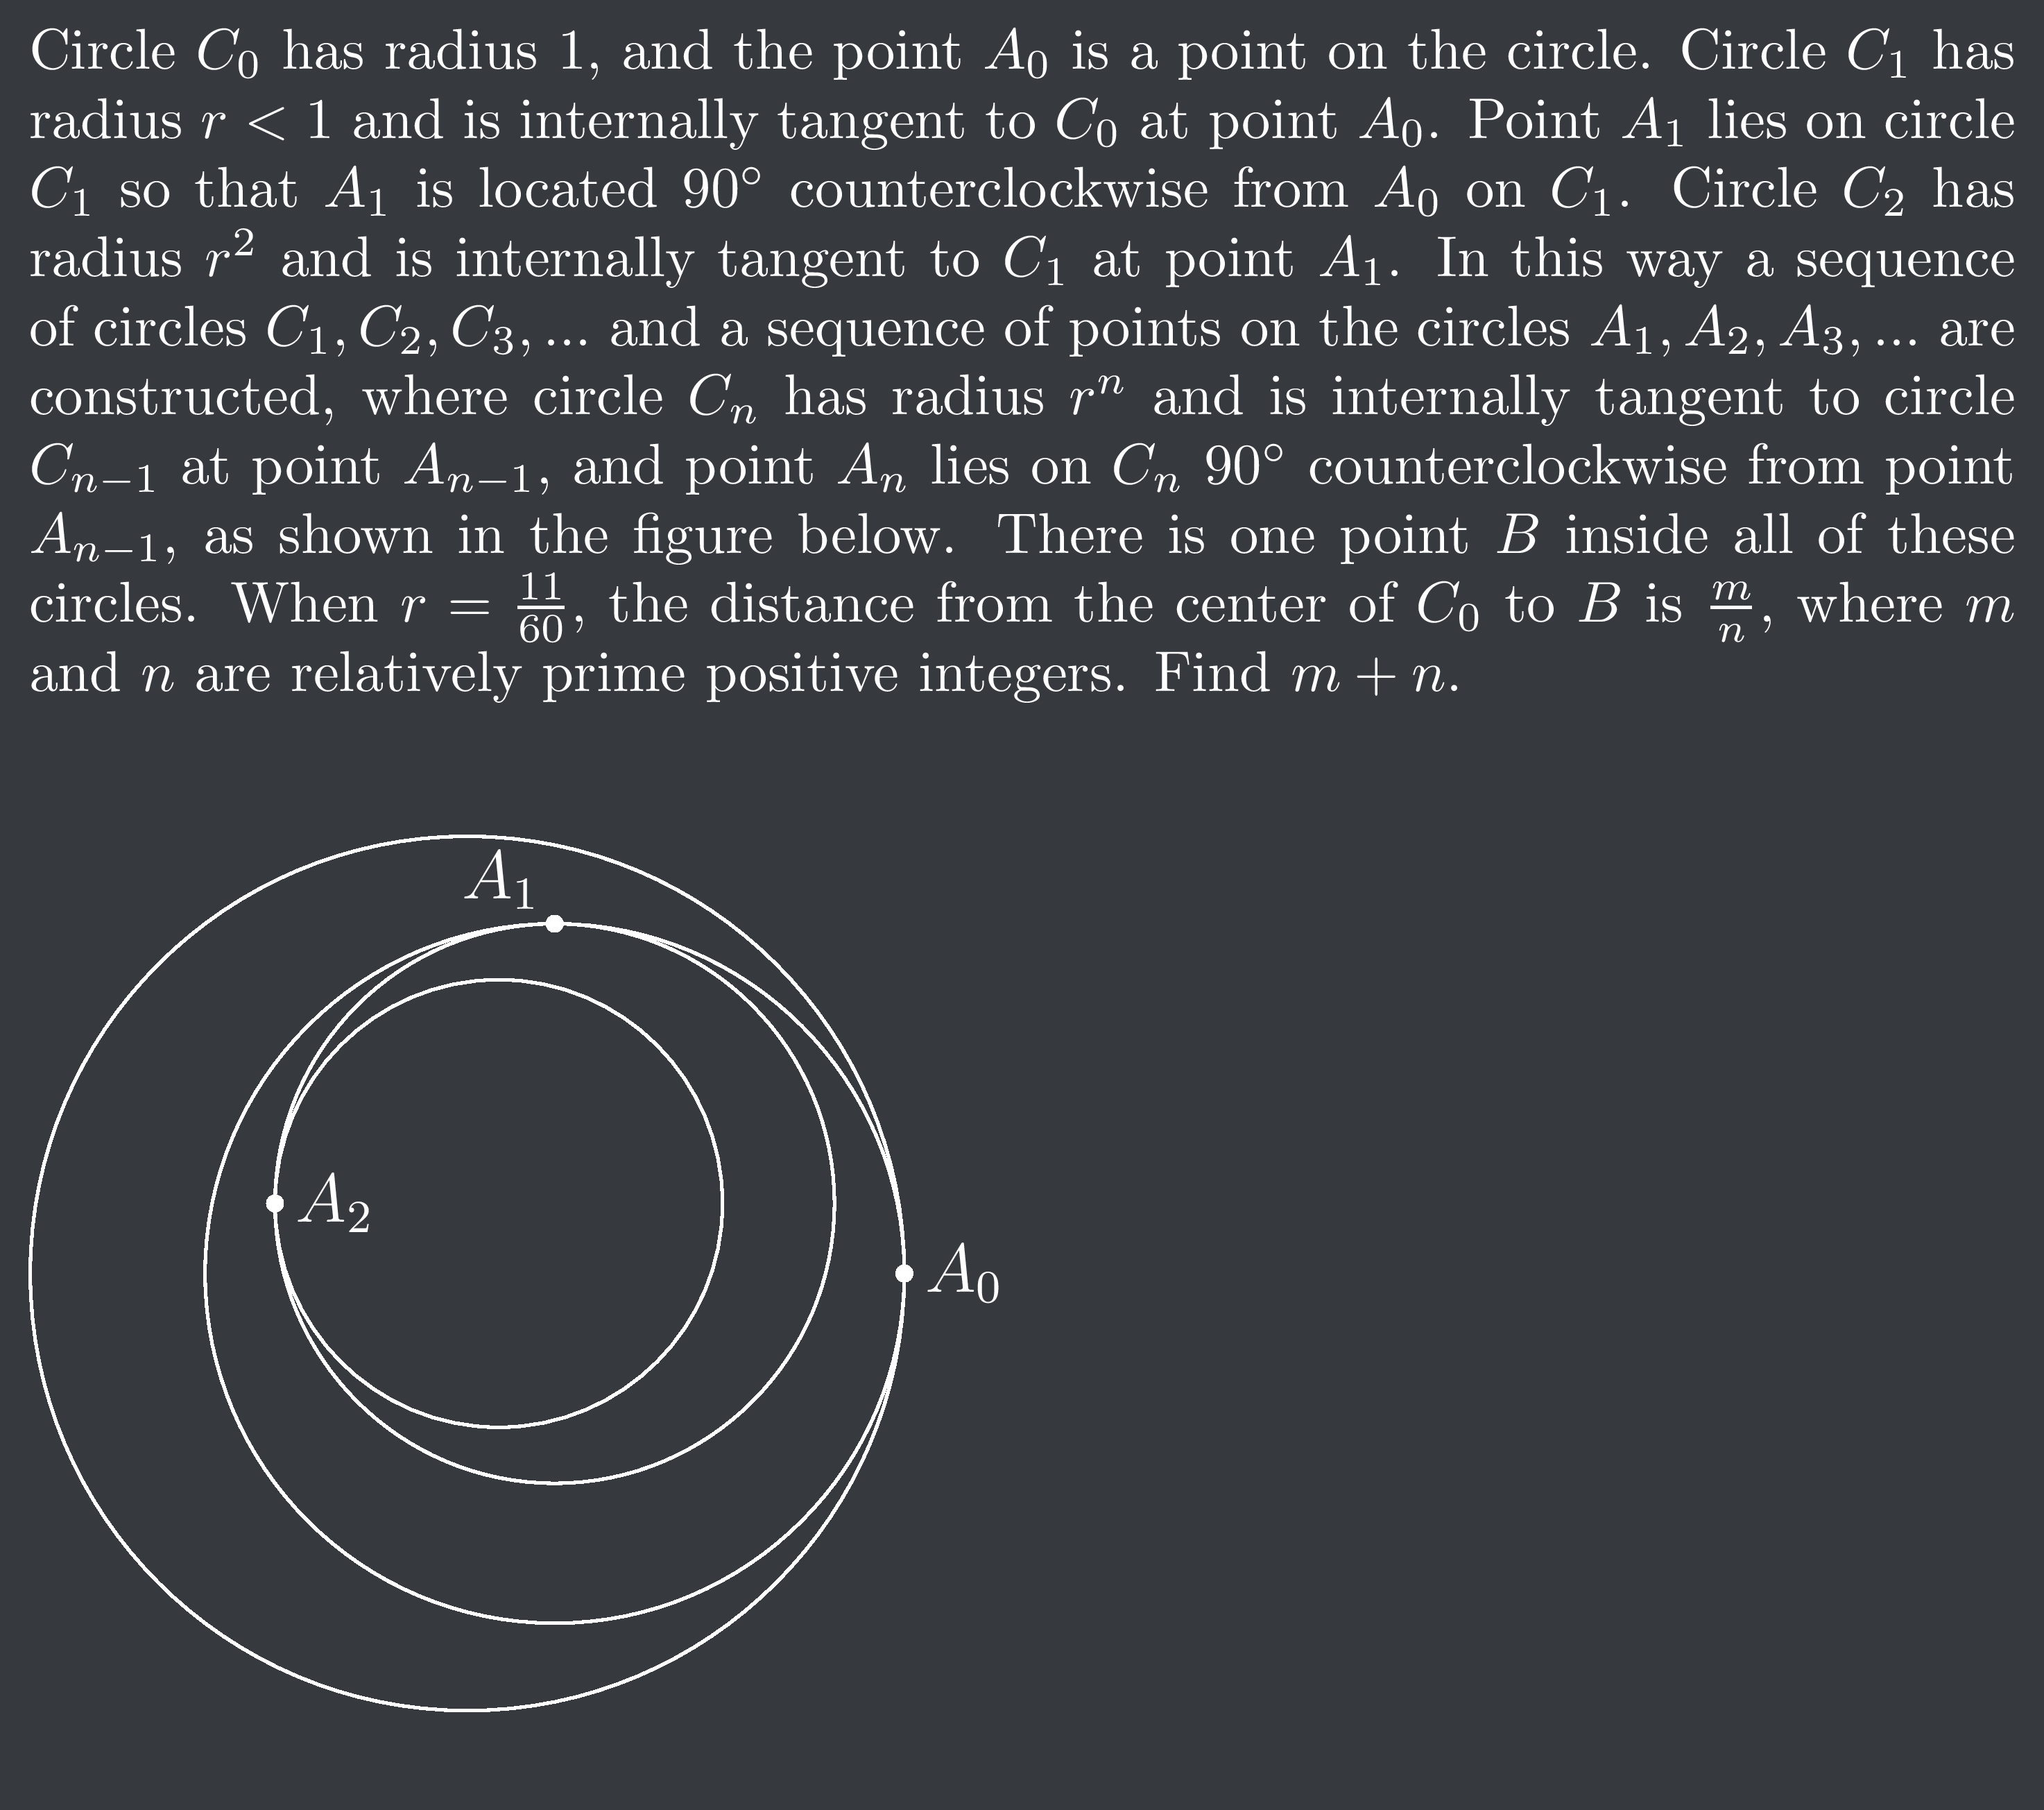 Circle $C_0$ has radius 1, and the point $A_0$ is a point on the circle. Circle $C_1$ has
radius $r < 1$ and is internally tangent to $C_0$ at point $A_0$. Point $A_1$ lies on circle
$C_1$ so that $A_1$ is located $90^\circ$ counterclockwise from $A_0$ on $C_1$. Circle $C_2$ has
radius $r^2$ and is internally tangent to $C_1$ at point $A_1$. In this way a sequence
of circles $C_1, C_2, C_3, \ldots$ and a sequence of points on the circles $A_1, A_2, A_3, \ldots$ are
constructed, where circle $C_n$ has radius $r^n$ and is internally tangent to circle
$C_{n-1}$ at point $A_{n-1}$, and point $A_n$ lies on $C_n$ $90^\circ$ counterclockwise from point
$A_{n-1}$, as shown in the figure below. There is one point $B$ inside all of these
circles. When $r = \frac{11}{60}$, the distance from the center of $C_0$ to $B$ is $\frac{m}{n}$, where $m$
and $n$ are relatively prime positive integers. Find $m + n$.
$A_1$
$A_2$
$A_0$